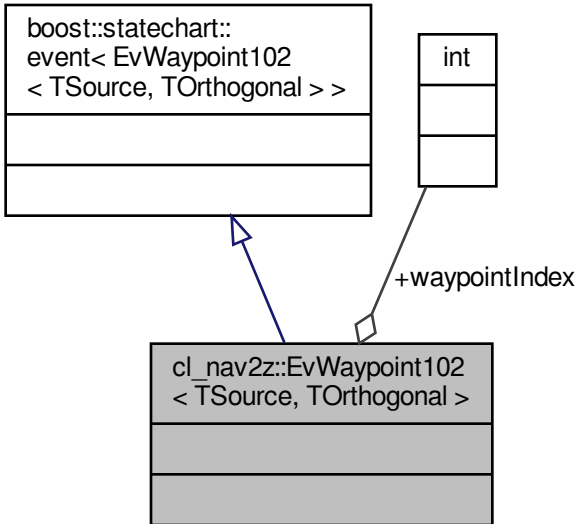 boost::statechart::
event< EvWaypoint102
< TSource, TOrthogonal > >
int
+waypointIndex
cl_nav2z::EvWaypoint102
< TSource, TOrthogonal >